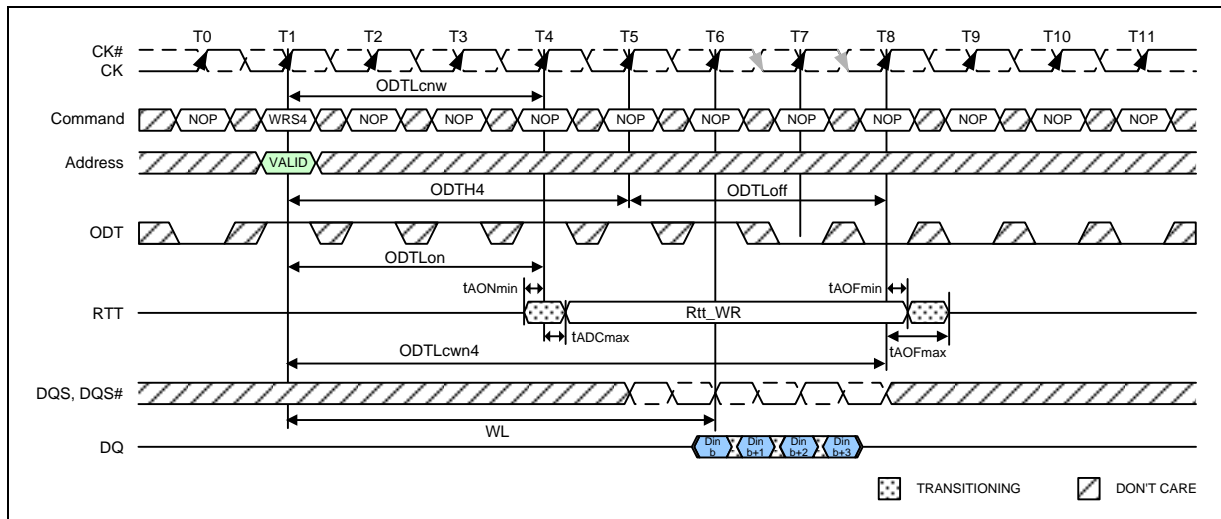 T0 T1 T2 T3 T4 T5 T6 T7 T8 T9 T10 T11
CK#
CK
ODTLcnw
Command NOP WRS4 NOP NOP NOP NOP NOP NOP NOP NOP NOP NOP
Address VALID
ODTH4 ODTLoff
ODT
ODTLon
tAONmin tAOFmin
RTT Rtt_WR
tADCmax tAOFmax
ODTLcwn4
DQS, DQS#
WL
DQ Din b Din b+1 Din b+2 Din b+3
TRANSITIONING DON'T CARE